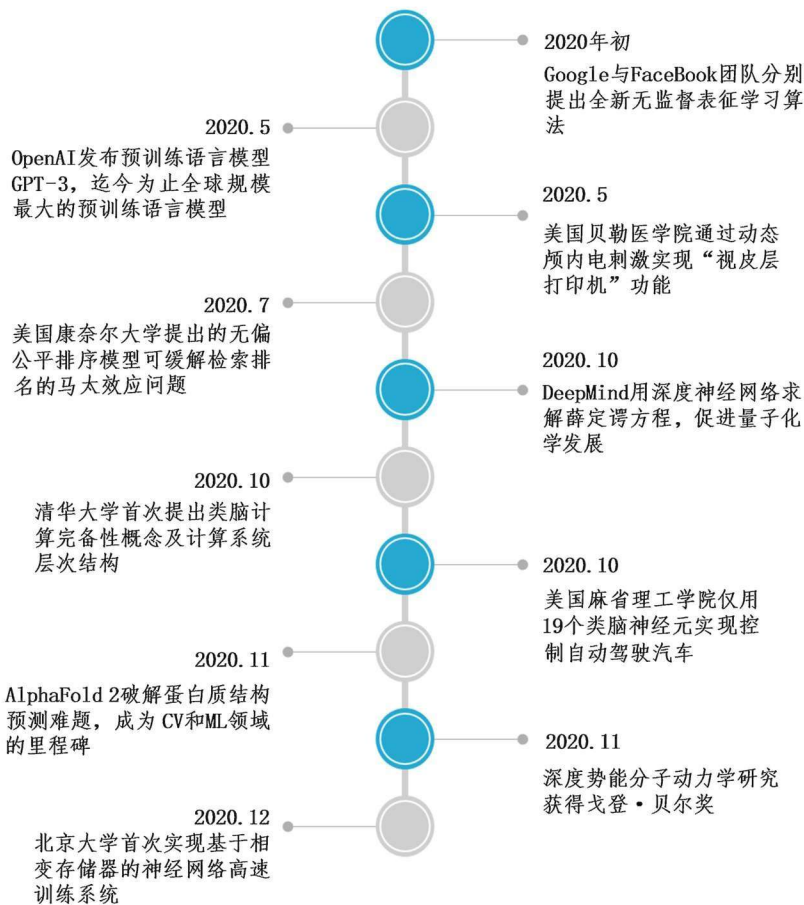 2020年初
Google与FaceBook团队分别
提出全新无监督表征学习算
法
2020.5
OpenAI发布预训练语言模型
GPT-3，迄今为止全球规模
最大的预训练语言模型
2020.5
美国贝勒医学院通过动态
颅内电刺激实现“视皮层
打印机”功能
2020.7
美国康奈尔大学提出的无偏
公平排序模型可缓解检索排
名的马太效应问题
2020.10
DeepMind用深度神经网络求
解薛定谔方程，促进量子化
学发展
2020.10
清华大学首次提出类脑计
算完备性概念及计算系统
层次结构
2020.10
美国麻省理工学院仅用
19个类脑神经元实现控
制自动驾驶汽车
2020.11
AlphaFold 2破解蛋白质结构
预测难题，成为 CV和ML领域
的里程碑
2020.11
深度势能分子动力学研究
获得戈登·贝尔奖
2020.12
北京大学首次实现基于相
变存储器的神经网络高速
训练系统